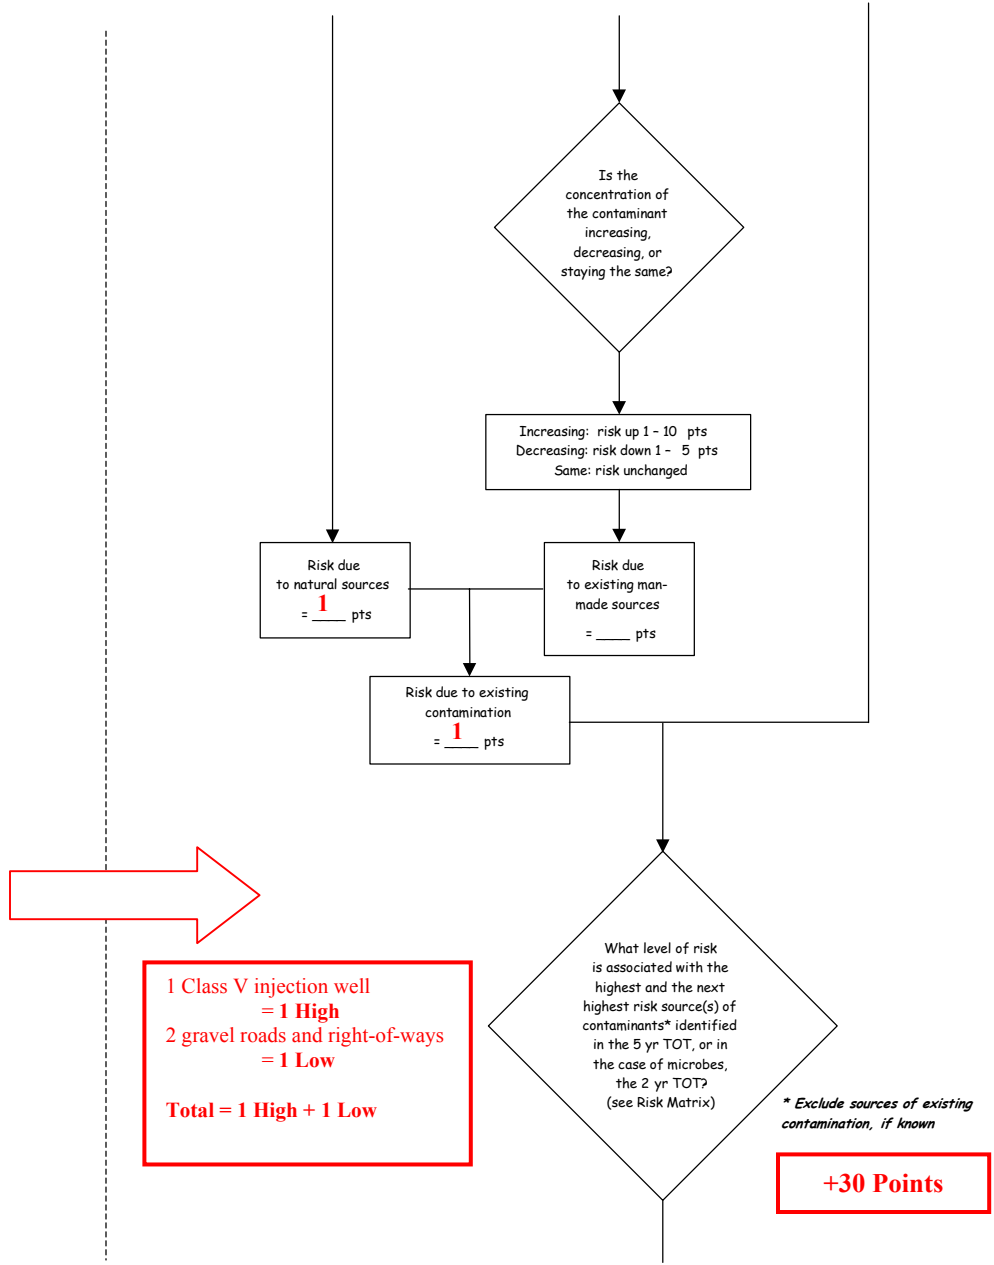 Is the
concentration of
the contaminant
increasing,
decreasing, or
staying the same?
Increasing: risk up 1 – 10 pts
Decreasing: risk down 1 – 5 pts
Same: risk unchanged
Risk due
to natural sources
= 1 pts
Risk due
to existing man-
made sources
= ____ pts
Risk due to existing
contamination
= 1 pts
1 Class V injection well
= 1 High
2 gravel roads and right-of-ways
= 1 Low
Total = 1 High + 1 Low
What level of risk
is associated with the
highest and the next
highest risk source(s) of
contaminants* identified
in the 5 yr TOT, or in
the case of microbes,
the 2 yr TOT?
(see Risk Matrix)
* Exclude sources of existing
contamination, if known
+30 Points